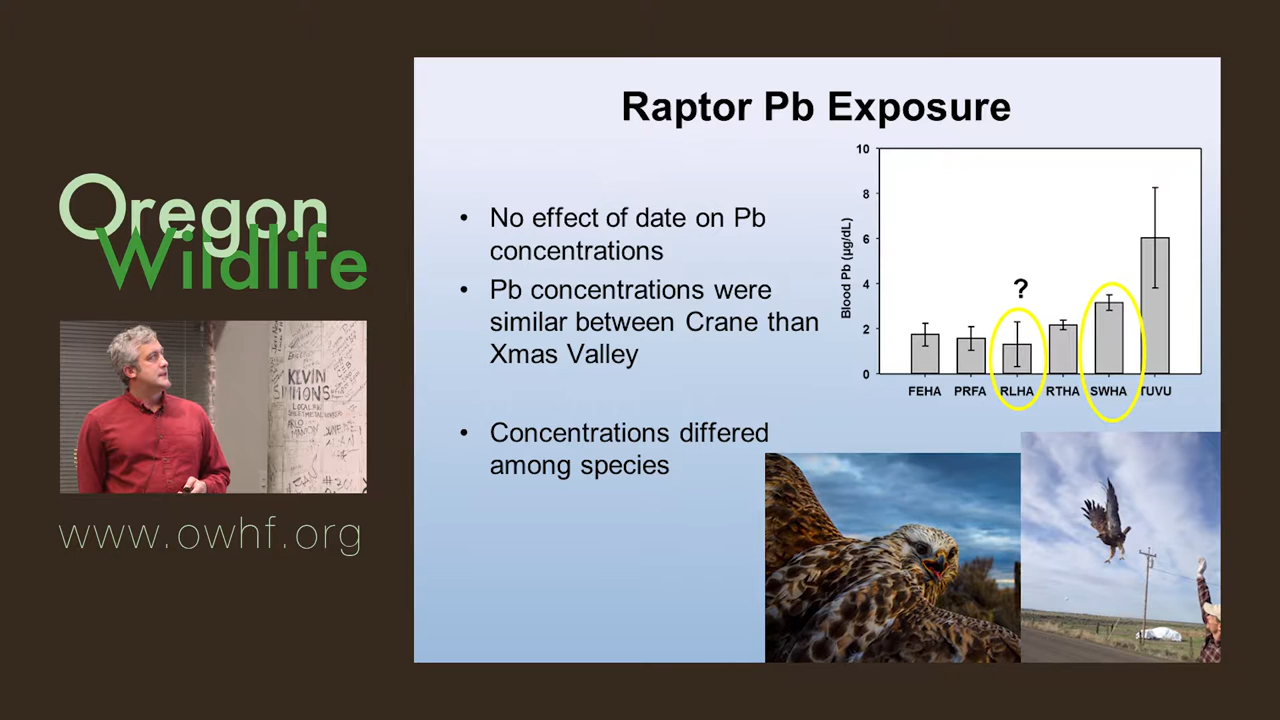 Oregon
Wildlife
KEVIN
www.owhf.org
Raptor Pb Exposure
• No effect of date on Pb
concentrations
• Pb concentrations were
similar between Crane than
Xmas Valley
• Concentrations differed
among species
Blood Pb (µg/dL)
10
8
6
4
2
0
?
FEHA PRFA RLHA RTHA SWHA TUVU